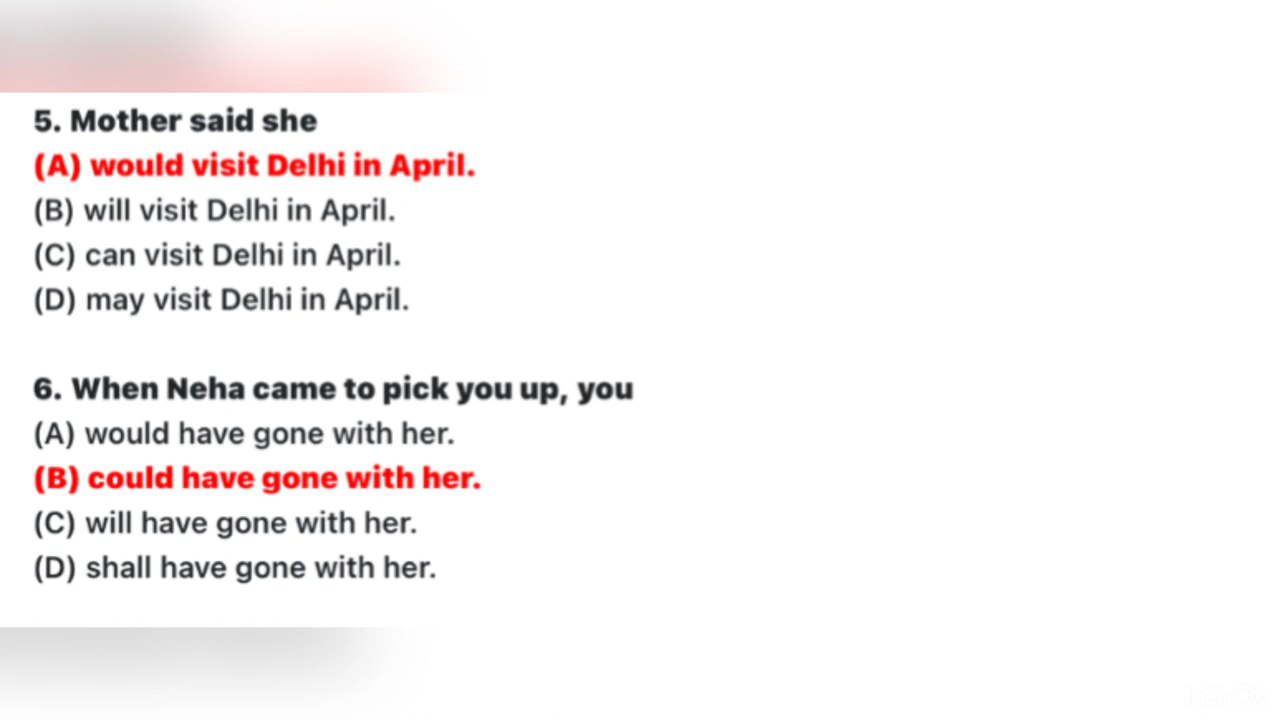 5. Mother said she
(A) would visit Delhi in April.
(B) will visit Delhi in April.
(C) can visit Delhi in April.
(D) may visit Delhi in April.
6. When Neha came to pick you up, you
(A) would have gone with her.
(B) could have gone with her.
(C) will have gone with her.
(D) shall have gone with her.